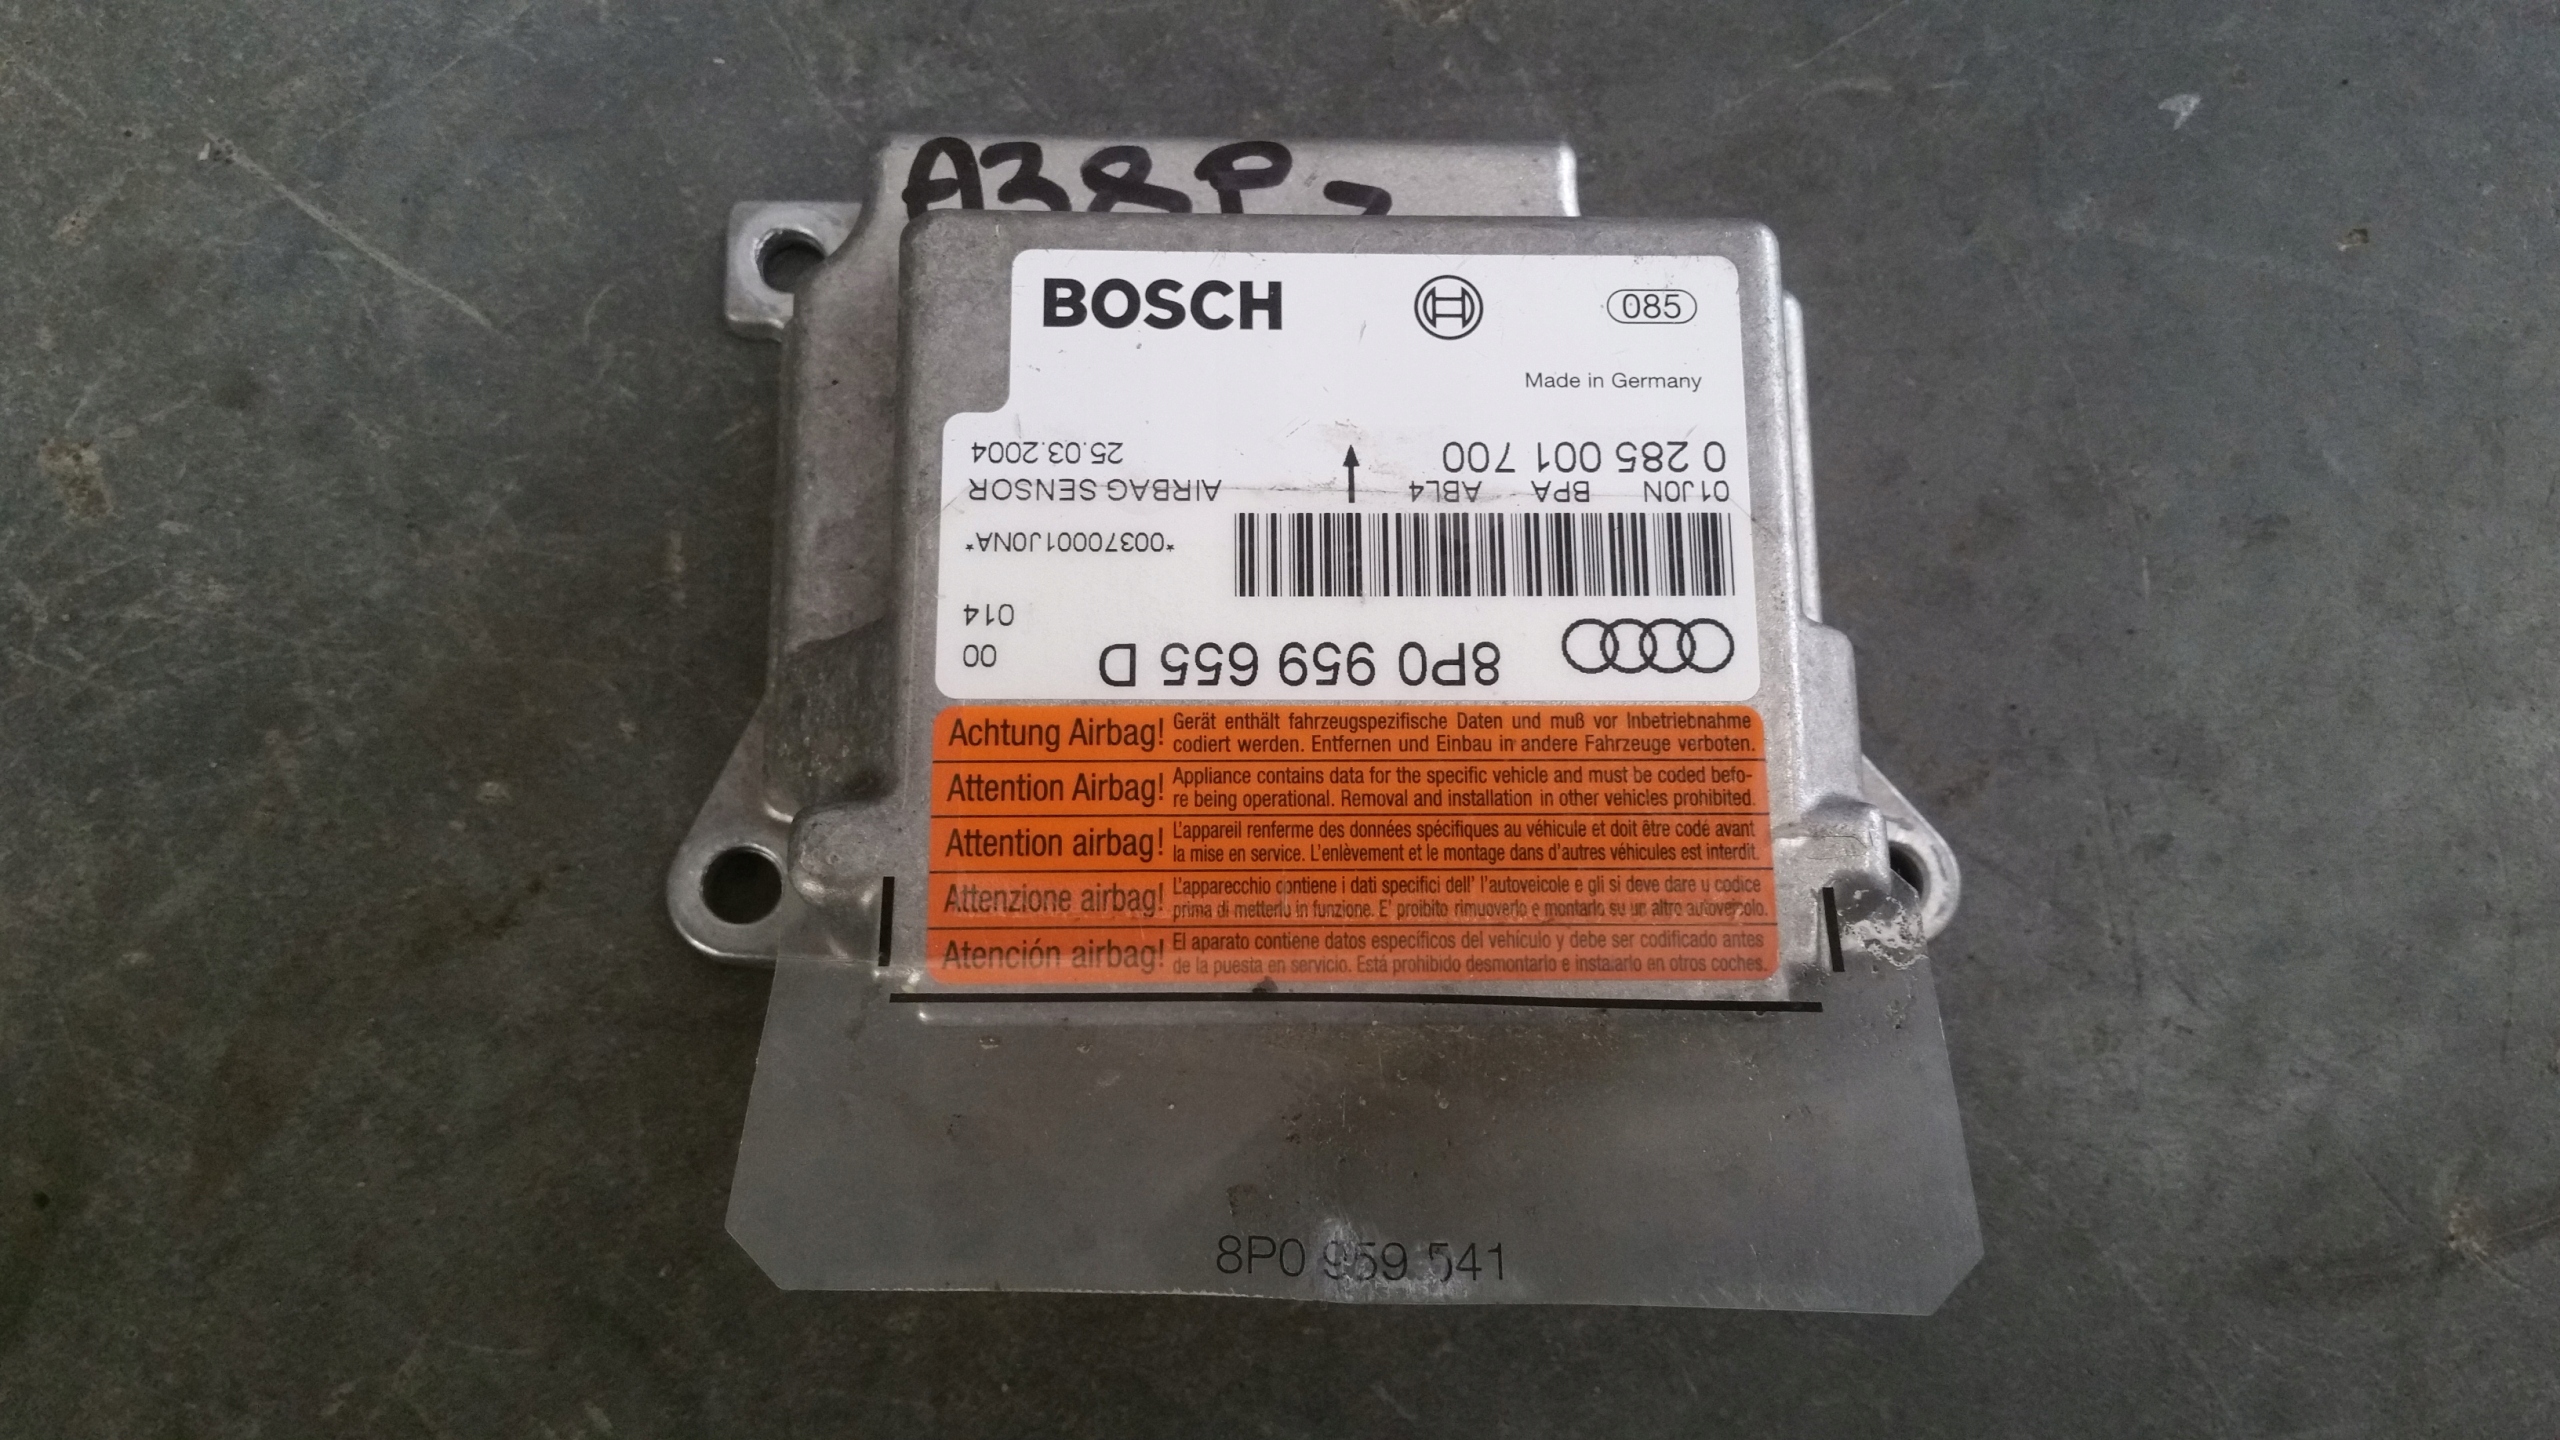 A38P-
BOSCH
085
Made in Germany
0 285 001 700
25.03.2004
01J0N BPA ABL4
AIRBAG SENSOR
*00370001J0NA*
014
8P0 959 655 D
00
Achtung Airbag! Gerät enthält fahrzeugspezifische Daten und muß vor Inbetriebnahme
codiert werden. Entfernen und Einbau in andere Fahrzeuge verboten.
Attention Airbag! Appliance contains data for the specific vehicle and must be coded befo-
re being operational. Removal and installation in other vehicles prohibited.
Attention airbag! L'appareil renferme des données spécifiques au véhicule et doit être codé avant
la mise en service. L'enlèvement et le montage dans d'autres véhicules est interdit.
Attenzione airbag! L'apparecchio contiene i dati specifici dell' l'autoveicole e gli si deve dare u codice
prima di metterlo in funzione. E' proibito rimuoverlo e montarlo su un altro autoveicolo.
Atención airbag! El aparato contiene datos específicos del vehículo y debe ser codificado antes
de la puesta en servicio. Está prohibido desmontarlo e instalarlo en otros coches.
8P0 959 541